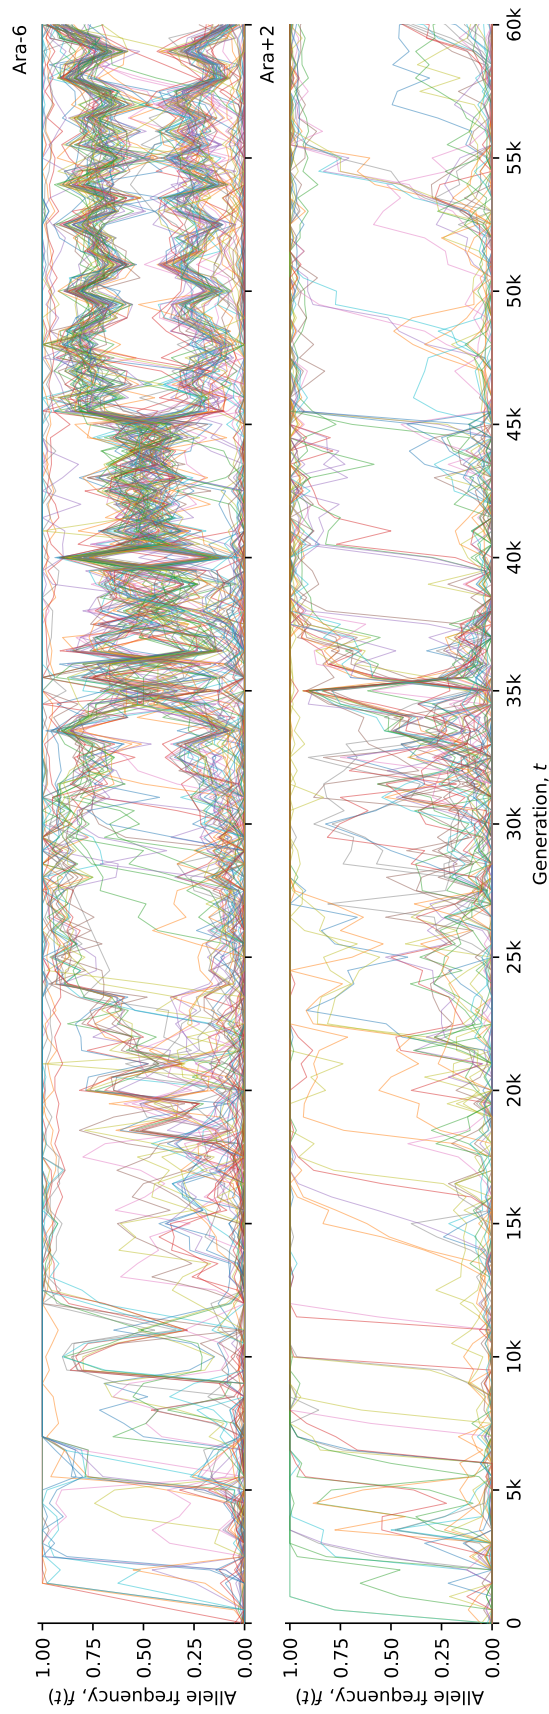 Ara-6
Allele frequency, f(t)
1.00
0.75
0.50
0.25
0.00
Ara+2
Allele frequency, f(t)
1.00
0.75
0.50
0.25
0.00
0
5k
10k
15k
20k
25k
30k
35k
40k
45k
50k
55k
60k
Generation, t